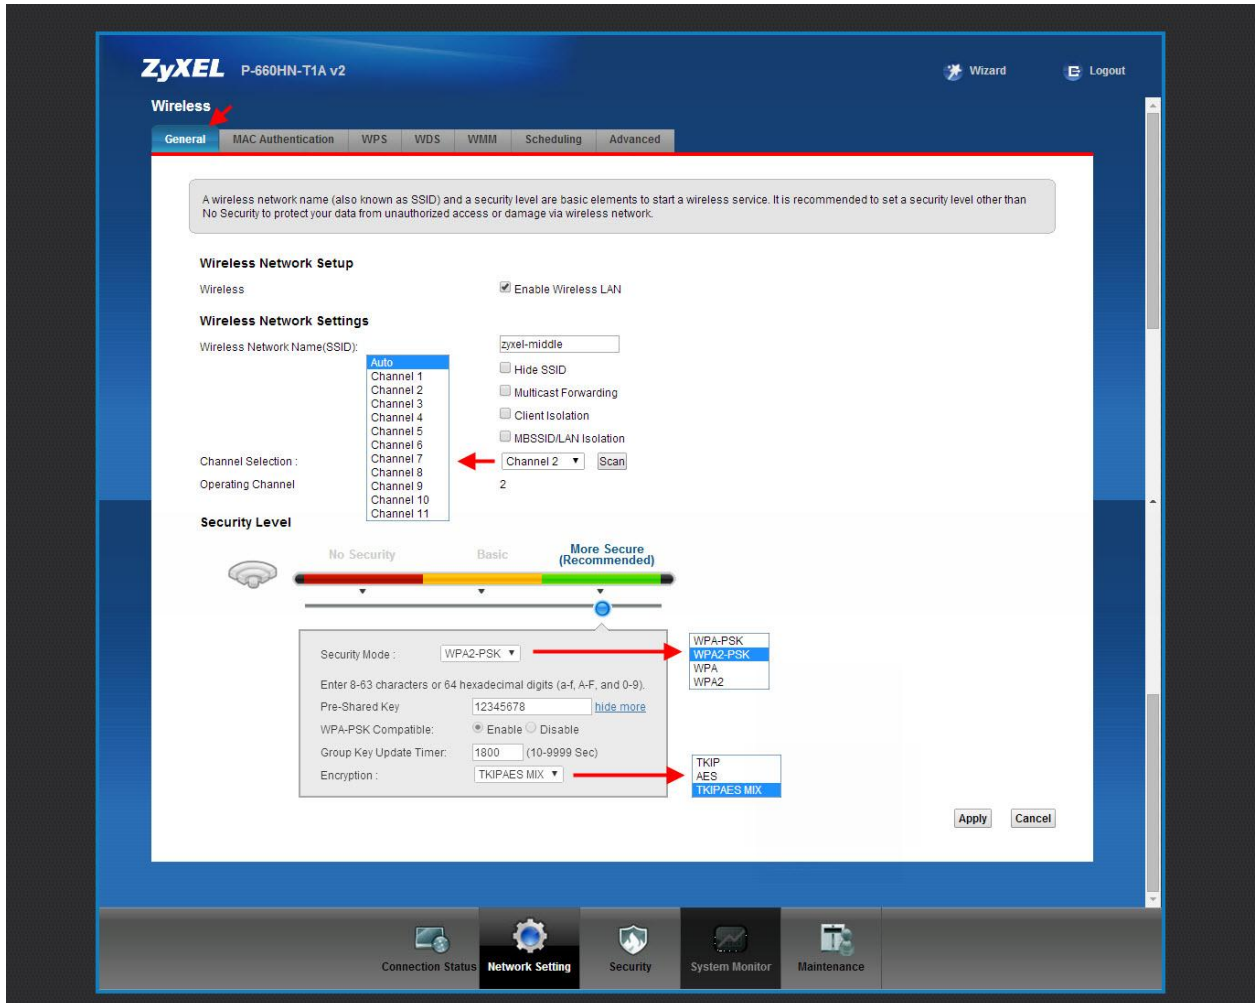 ZyXEL P-660HN-T1A v2
Wizard
Logout
Wireless
General MAC Authentication WPS WDS WMM Scheduling Advanced
A wireless network name (also known as SSID) and a security level are basic elements to start a wireless service. It is recommended to set a security level other than
No Security to protect your data from unauthorized access or damage via wireless network.
Wireless Network Setup
Wireless
Enable Wireless LAN
Wireless Network Settings
Wireless Network Name(SSID):
zyxel-middle
Hide SSID
Multicast Forwarding
Client Isolation
MBSSID/LAN Isolation
Auto
Channel 1
Channel 2
Channel 3
Channel 4
Channel 5
Channel 6
Channel 7
Channel 8
Channel 9
Channel 10
Channel 11
Channel Selection :
Channel 2
Scan
Operating Channel
2
Security Level
No Security
Basic
More Secure
(Recommended)
Security Mode :
WPA2-PSK
WPA-PSK
WPA2-PSK
WPA
WPA2
Enter 8-63 characters or 64 hexadecimal digits (a-f, A-F, and 0-9).
Pre-Shared Key
12345678
hide more
WPA-PSK Compatible:
Enable Disable
Group Key Update Timer:
1800 (10-9999 Sec)
Encryption :
TKIPAES MIX
TKIP
AES
TKIPAES MIX
Apply Cancel
Connection Status
Network Setting
Security
System Monitor
Maintenance